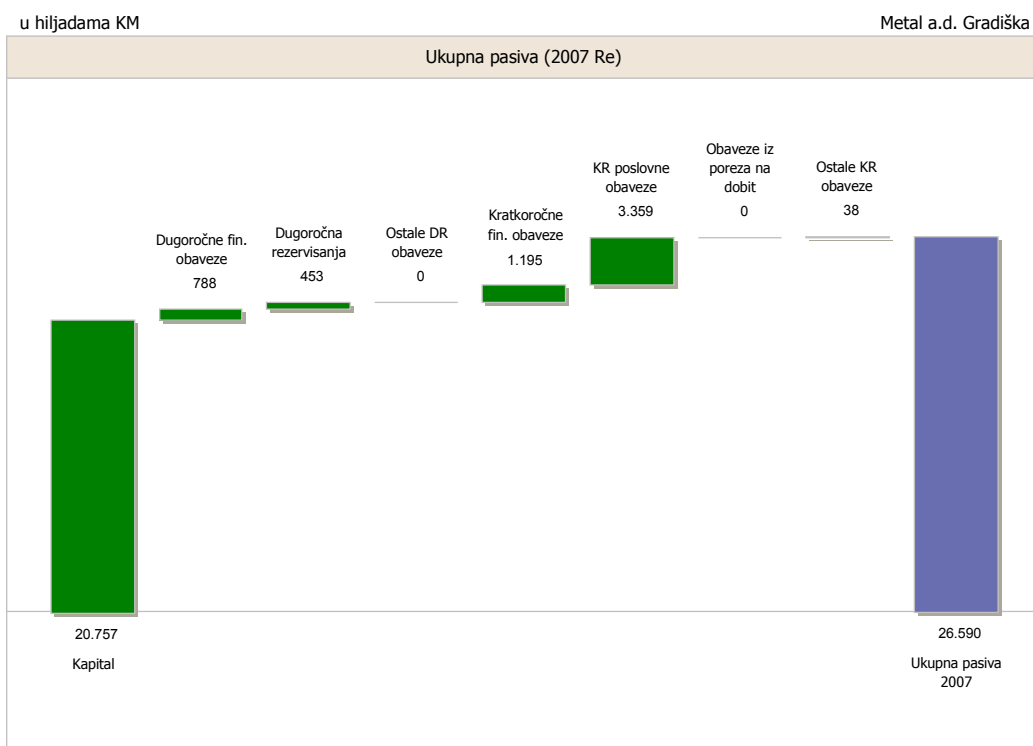 u hiljadama KM
Metal a.d. Gradiška
Ukupna pasiva (2007 Re)
Dugoročne fin.
obaveze
788
Dugoročna
rezervisanja
453
Ostale DR
obaveze
0
Kratkoročne
fin. obaveze
1.195
KR poslovne
obaveze
3.359
Obaveze iz
poreza na
dobit
0
Ostale KR
obaveze
38
20.757
Kapital
26.590
Ukupna pasiva
2007